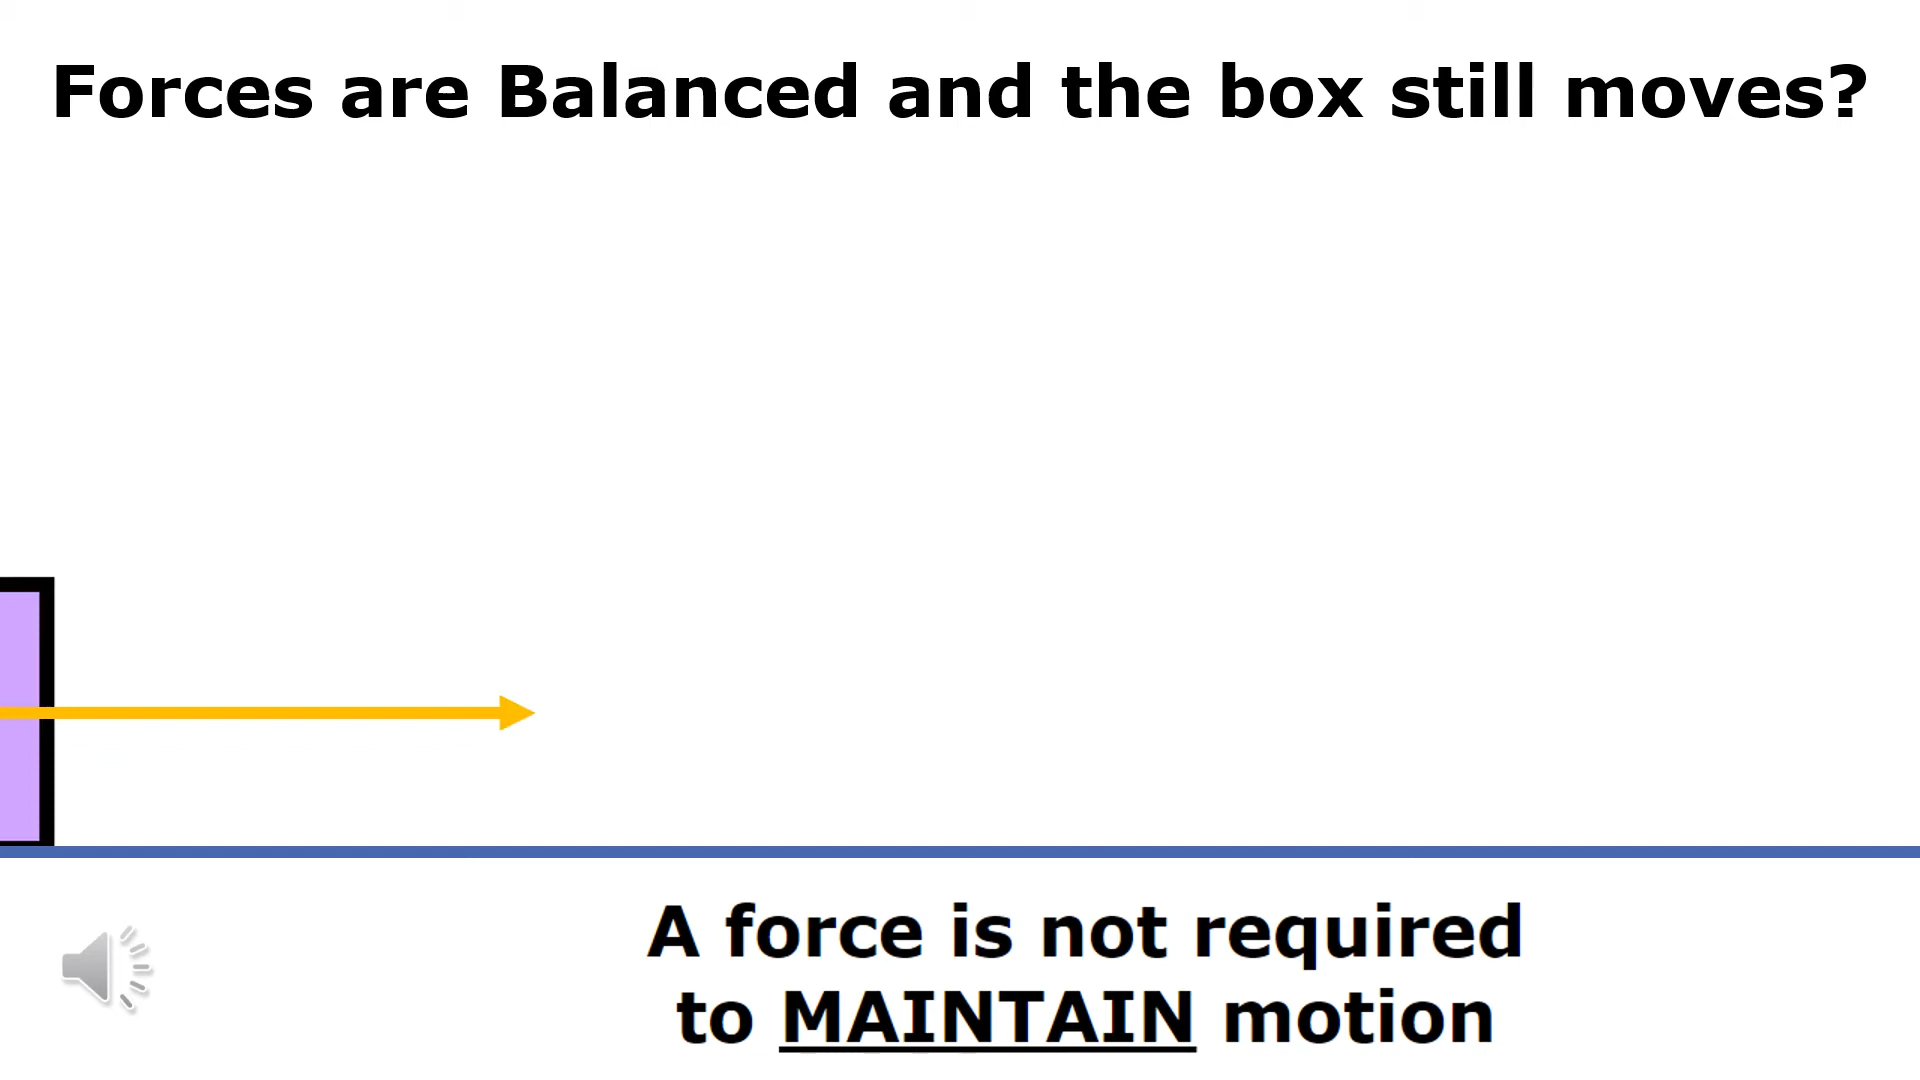 Forces are Balanced and the box still moves?
A force is not required
to MAINTAIN motion